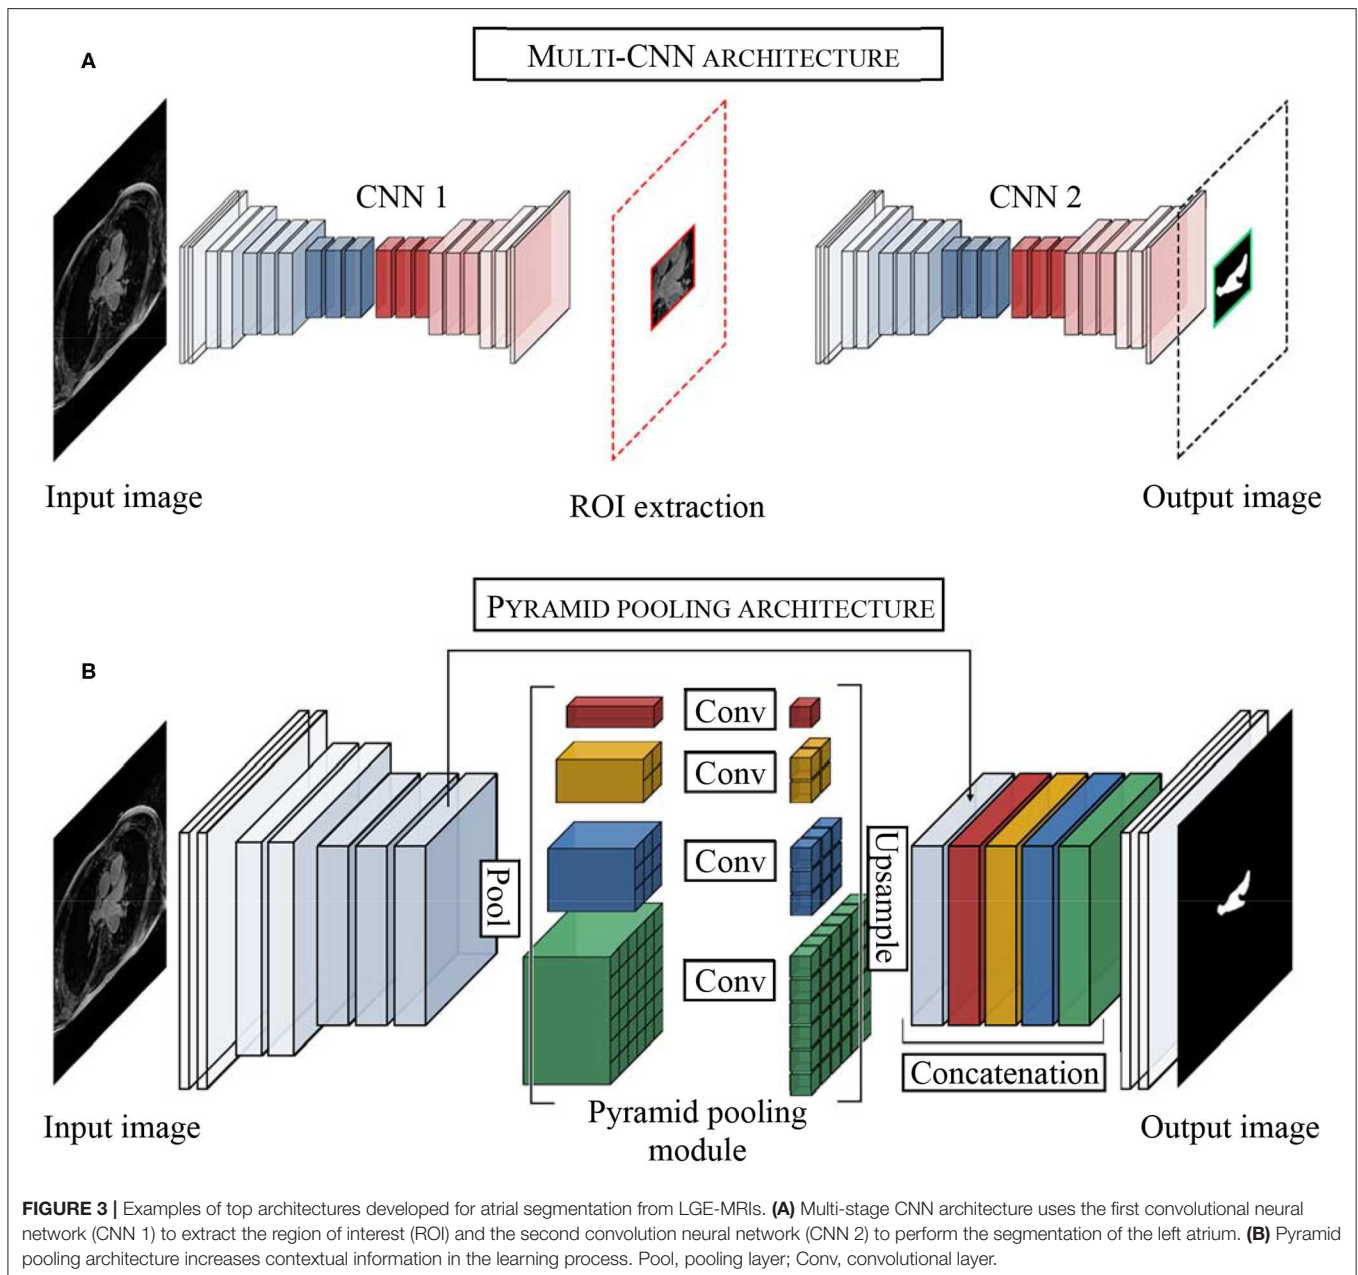 A
MULTI-CNN ARCHITECTURE
CNN 1
CNN 2
Input image
ROI extraction
Output image
PYRAMID POOLING ARCHITECTURE
B
Conv
Conv
Conv
Conv
Pool
Upsample
Concatenation
Pyramid pooling
module
Input image
Output image
FIGURE 3 | Examples of top architectures developed for atrial segmentation from LGE-MRIs. (A) Multi-stage CNN architecture uses the first convolutional neural
network (CNN 1) to extract the region of interest (ROI) and the second convolution neural network (CNN 2) to perform the segmentation of the left atrium. (B) Pyramid
pooling architecture increases contextual information in the learning process. Pool, pooling layer; Conv, convolutional layer.